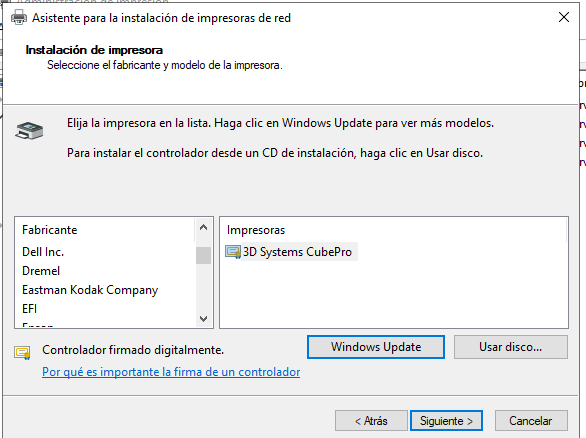 Administración de impresión
Asistente para la instalación de impresoras de red
Instalación de impresora
Seleccione el fabricante y modelo de la impresora.
Elija la impresora en la lista. Haga clic en Windows Update para ver más modelos.
Para instalar el controlador desde un CD de instalación, haga clic en Usar disco.
Fabricante
Dell Inc.
Dremel
Eastman Kodak Company
EFI
Epson
Impresoras
3D Systems CubePro
Controlador firmado digitalmente.
Por qué es importante la firma de un controlador
Windows Update
Usar disco...
< Atrás
Siguiente >
Cancelar